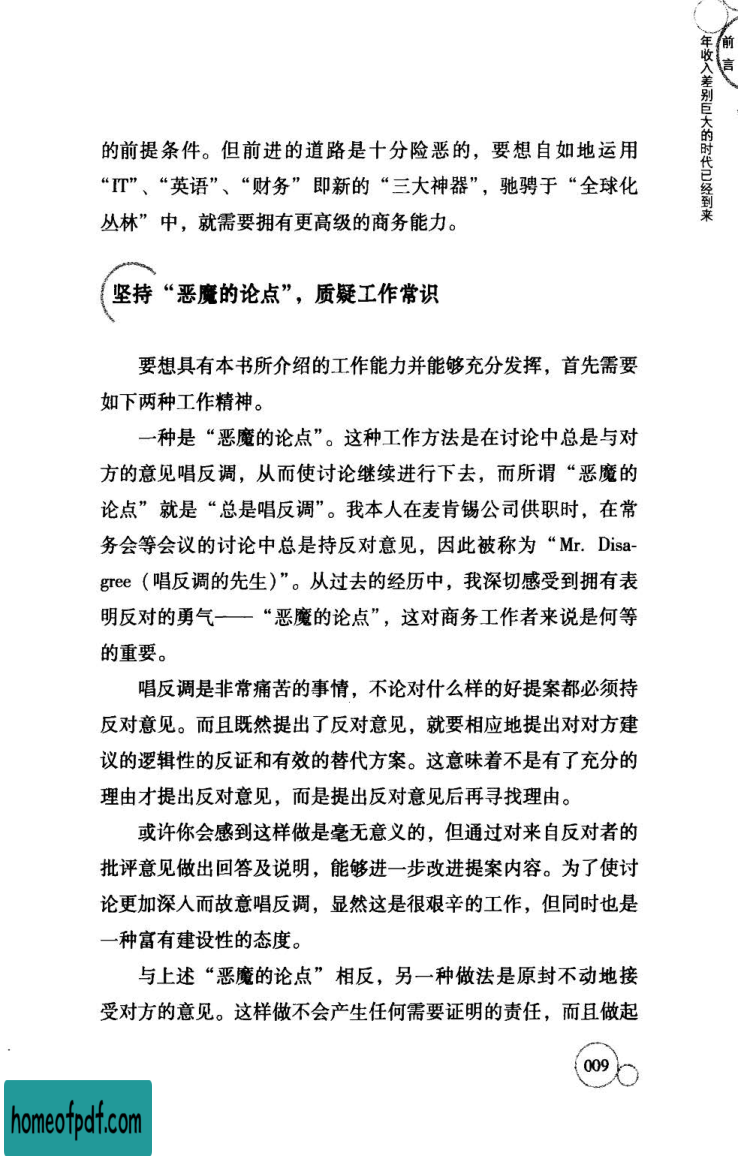 前言
年收入差别巨大的时代已经到来
的前提条件。但前进的道路是十分险恶的，要想自如地运用
“IT”、“英语”、“财务” 即新的 “三大神器”，驰骋于 “全球化
丛林” 中，就需要拥有更高级的商务能力。
坚持 “恶魔的论点”，质疑工作常识
要想具有本书所介绍的工作能力并能够充分发挥，首先需要
如下两种工作精神。
一种是 “恶魔的论点”。这种工作方法是在讨论中总是与对
方的意见唱反调，从而使讨论继续进行下去，而所谓 “恶魔的
论点” 就是 “总是唱反调”。我本人在麦肯锡公司供职时，在常
务会等会议的讨论中总是持反对意见，因此被称为 “Mr. Disa-
gree（唱反调的先生）”。从过去的经历中，我深切感受到拥有表
明反对的勇气——“恶魔的论点”，这对商务工作者来说是何等
的重要。
唱反调是非常痛苦的事情，不论对什么样的好提案都必须持
反对意见。而且既然提出了反对意见，就要相应地提出对对方建
议的逻辑性的反证和有效的替代方案。这意味着不是有了充分的
理由才提出反对意见，而是提出反对意见后再寻找理由。
或许你会感到这样做是毫无意义的，但通过对来自反对者的
批评意见做出回答及说明，能够进一步改进提案内容。为了使讨
论更加深入而故意唱反调，显然这是很艰辛的工作，但同时也是
一种富有建设性的态度。
与上述 “恶魔的论点” 相反，另一种做法是原封不动地接
受对方的意见。这样做不会产生任何需要证明的责任，而且做起
009
homeofpdf.com